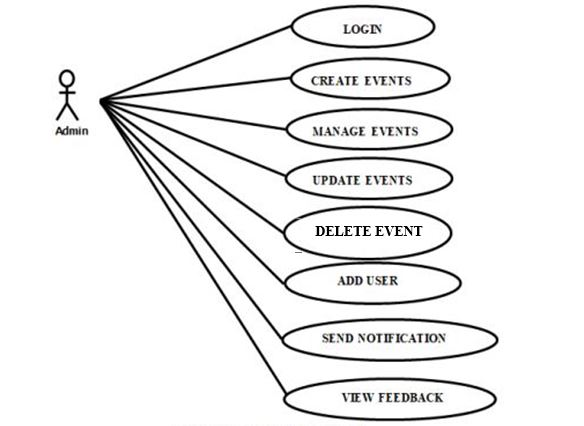 LOGIN
CREATE EVENTS
Admin
MANAGE EVENTS
UPDATE EVENTS
DELETE EVENT
ADD USER
SEND NOTIFICATION
VIEW FEEDBACK